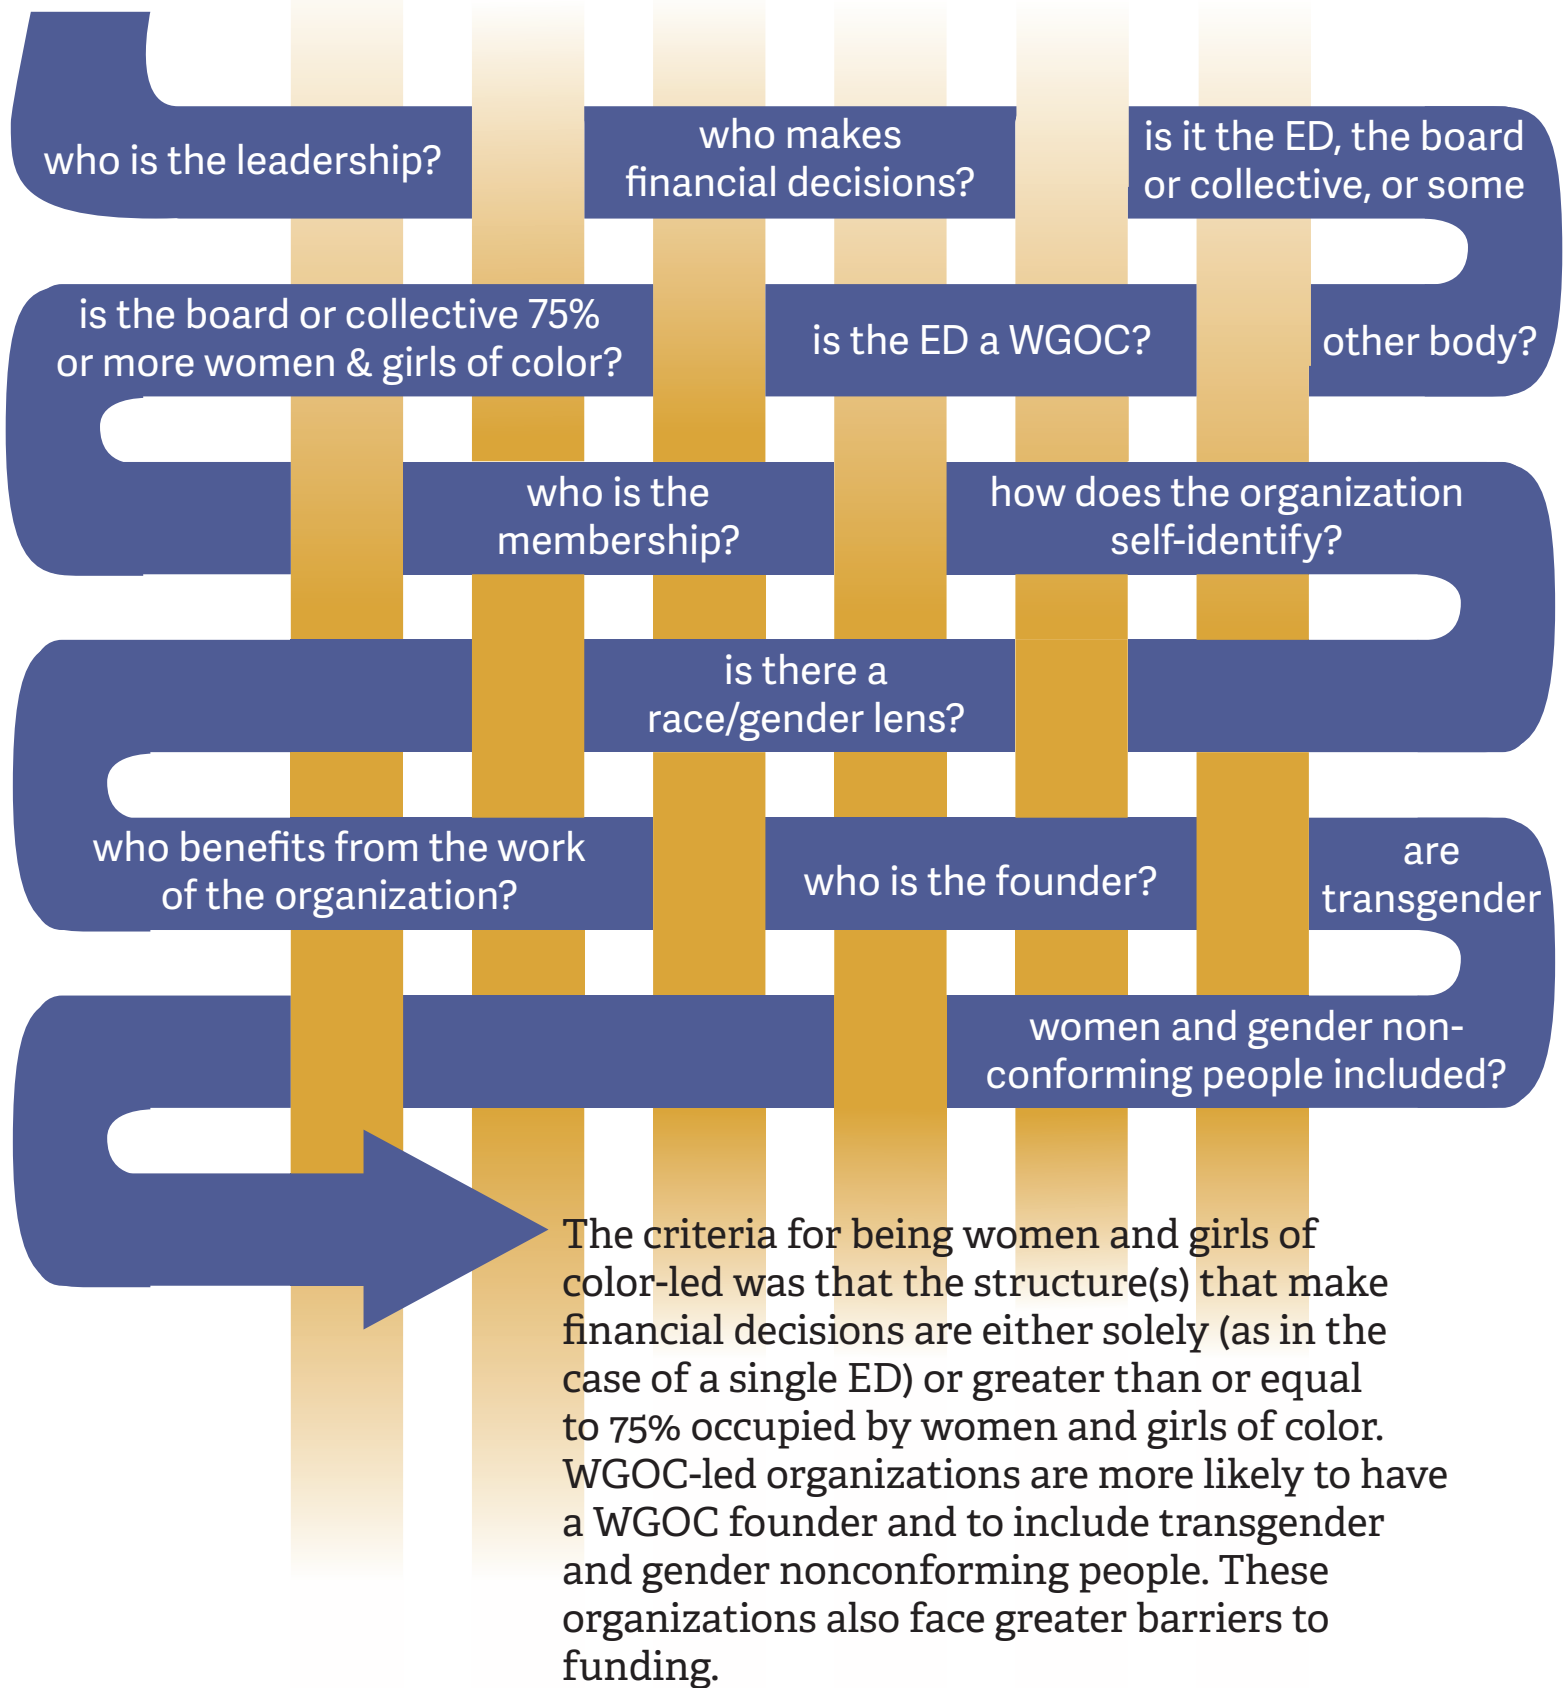 who is the leadership?
who makes
financial decisions?
is it the ED, the board
or collective, or some
other body?
is the ED a WGOC?
is the board or collective 75%
or more women & girls of color?
who is the
membership?
how does the organization
self-identify?
is there a
race/gender lens?
who benefits from the work
of the organization?
who is the founder?
are
transgender
women and gender non-
conforming people included?
The criteria for being women and girls of
color-led was that the structure(s) that make
financial decisions are either solely (as in the
case of a single ED) or greater than or equal
to 75% occupied by women and girls of color.
WGOC-led organizations are more likely to have
a WGOC founder and to include transgender
and gender nonconforming people. These
organizations also face greater barriers to
funding.